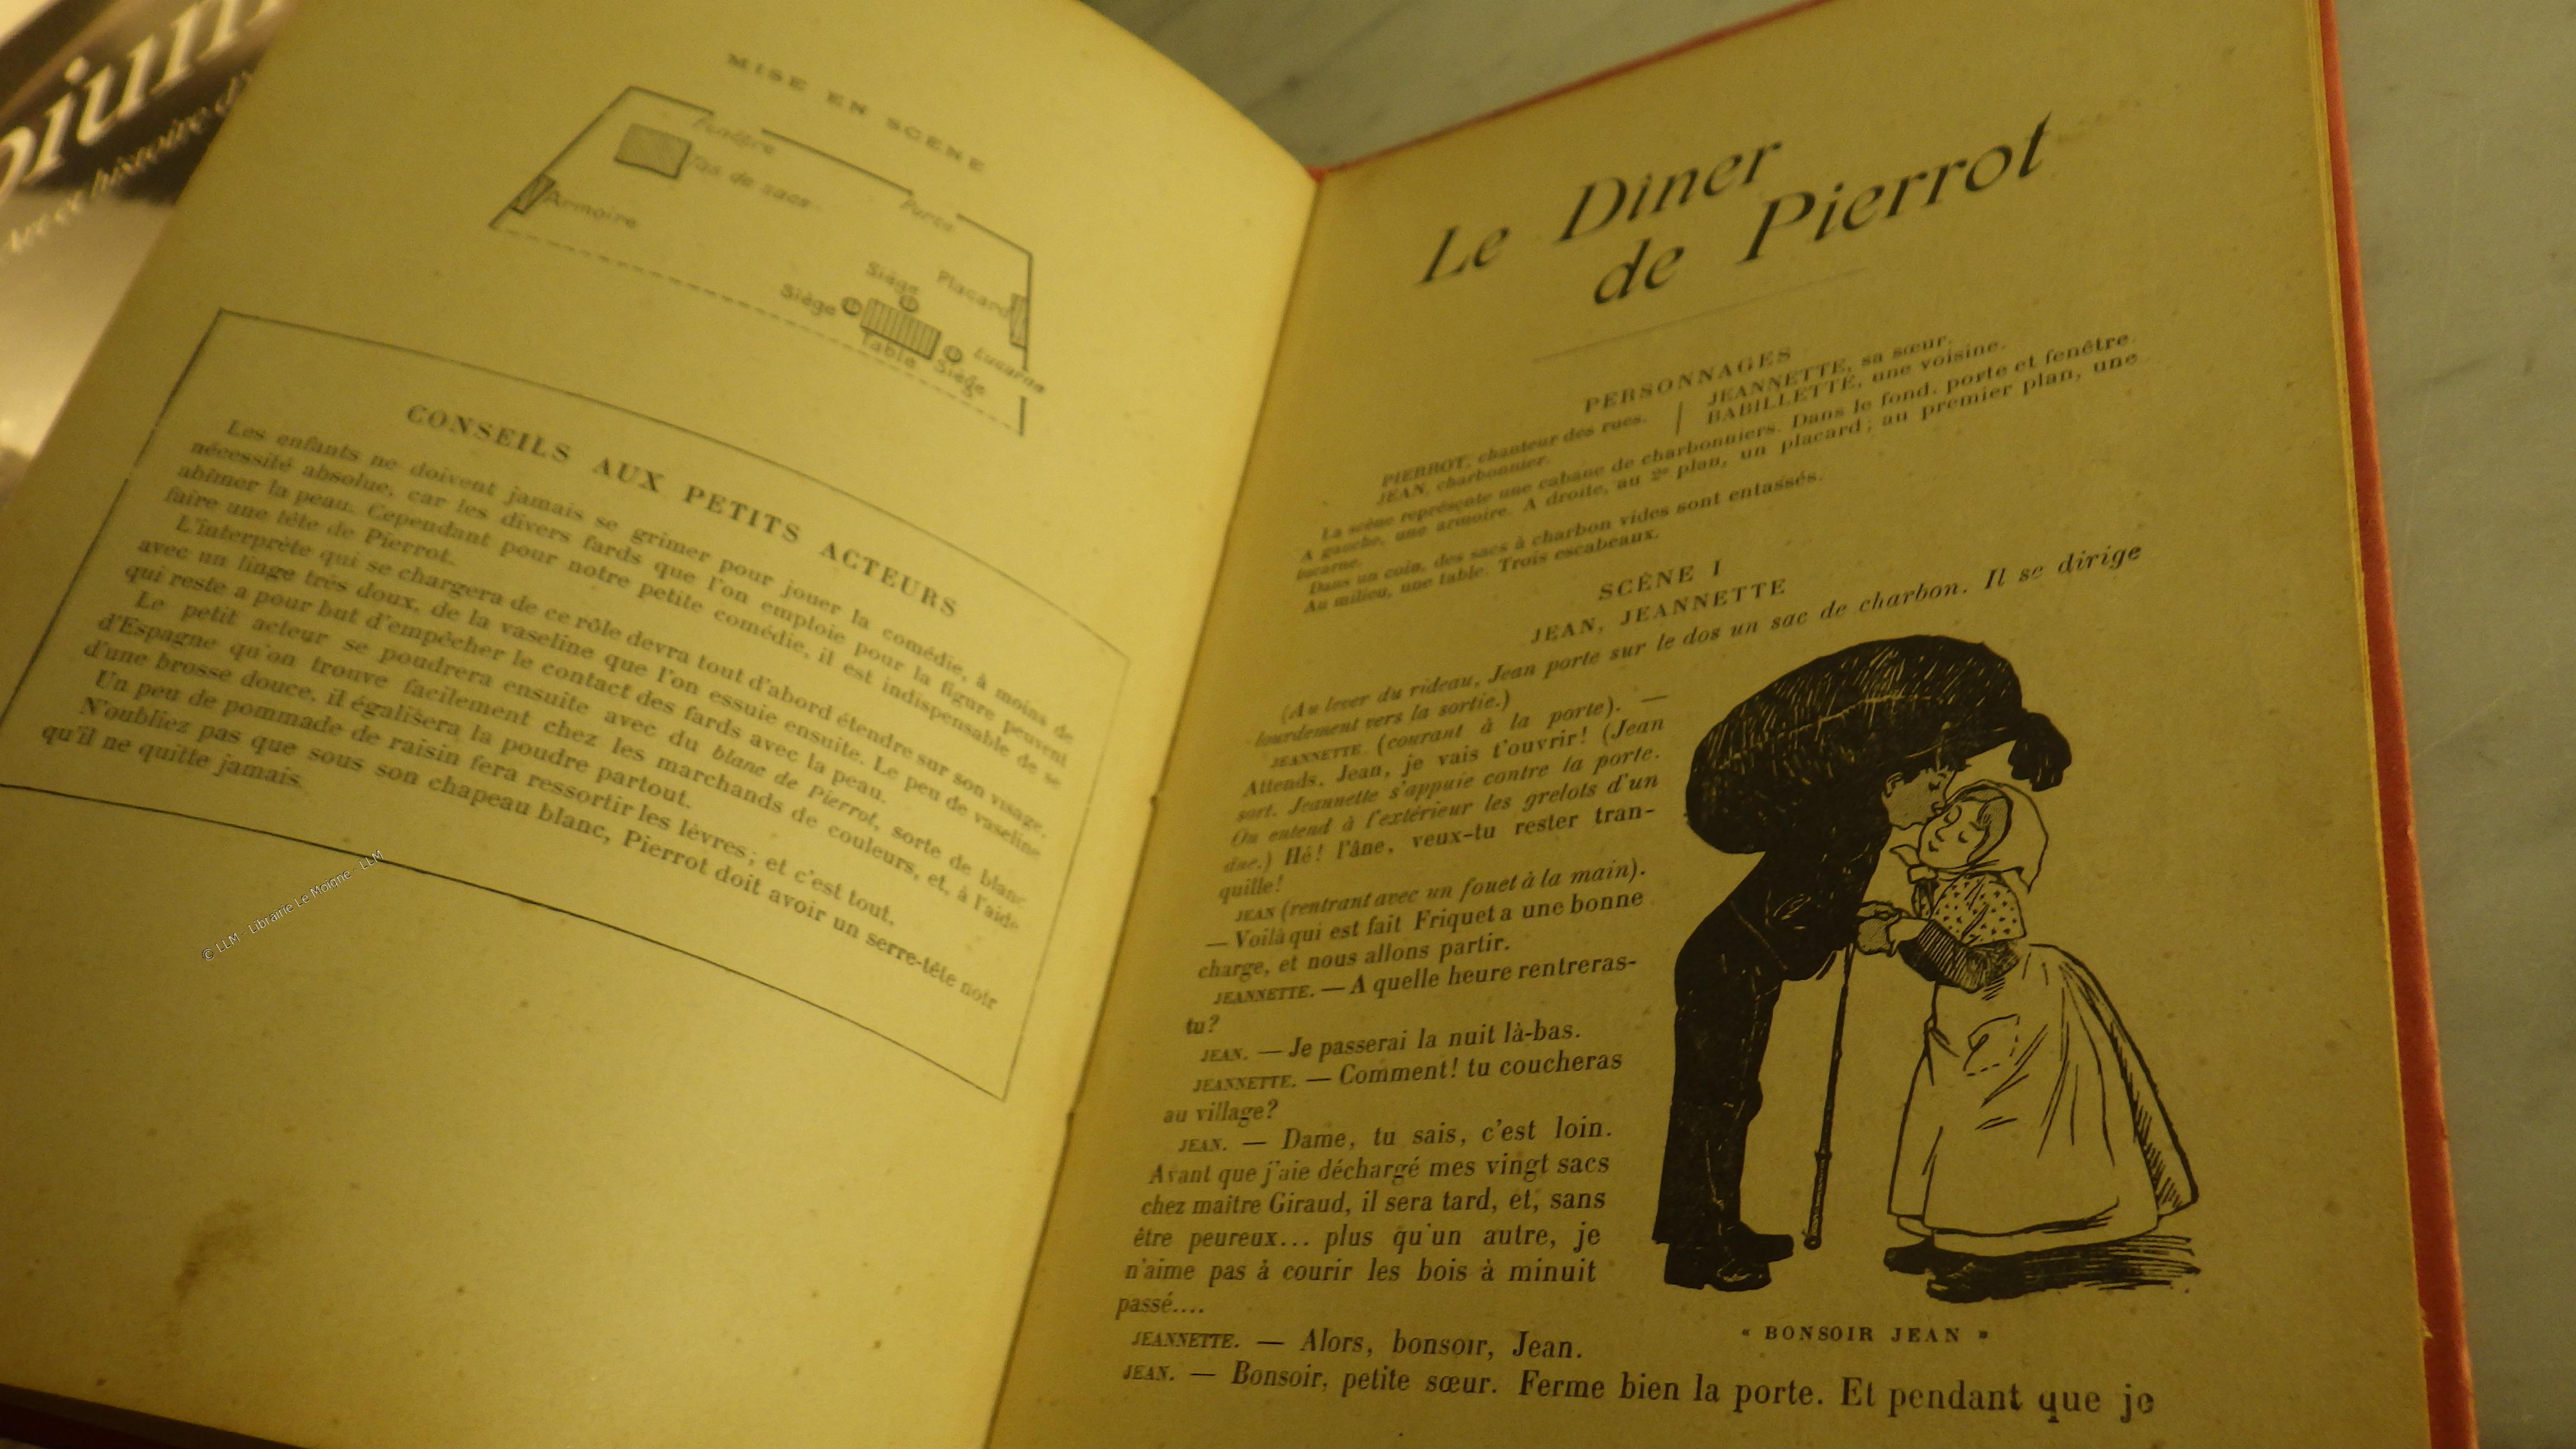 MISE EN SCÈNE
Fenêtre
Tas de sacs
Armoire
Porte
Siège
Placard
Siège
Table
Siège
Lucarne
CONSEILS AUX PETITS ACTEURS
Les enfants ne doivent jamais se grimer pour jouer la comédie, à moins de
nécessité absolue, car les divers fards que l'on emploie pour la figure peuvent
abîmer la peau. Cependant pour notre petite comédie, il est indispensable de se
faire une tête de Pierrot.
L'interprète qui se chargera de ce rôle devra tout d'abord étendre sur son visage,
avec un linge très doux, de la vaseline que l'on essuie ensuite. Le peu de vaseline
qui reste a pour but d'empêcher le contact des fards avec la peau.
Le petit acteur se poudrera ensuite avec du blanc de Pierrot, sorte de blanc
d'Espagne qu'on trouve facilement chez les marchands de couleurs, et, à l'aide
d'une brosse douce, il égalisera la poudre partout.
Un peu de pommade de raisin fera ressortir les lèvres; et c'est tout.
N'oubliez pas que sous son chapeau blanc, Pierrot doit avoir un serre-tête noir
qu'il ne quitte jamais.
© LLM - Librairie Le Moigne - LLM
Le Dîner
de Pierrot
PERSONNAGES
PIERROT, chanteur des rues.
JEAN, charbonnier.
JEANNETTE, sa sœur.
BABILLETTE, une voisine.
La scène représente une cabane de charbonniers. Dans le fond, porte et fenêtre.
A gauche, une armoire. A droite, au 2e plan, un placard; au premier plan, une
lucarne.
Dans un coin, des sacs à charbon vides sont entassés.
Au milieu, une table. Trois escabeaux.
SCÈNE I
JEAN, JEANNETTE
(Au lever du rideau, Jean porte sur le dos un sac de charbon. Il se dirige
lourdement vers la sortie.)
JEANNETTE (courant à la porte). —
Attends, Jean, je vais t'ouvrir! (Jean
sort. Jeannette s'appuie contre la porte.
On entend à l'extérieur les grelots d'un
âne.) Hé! l'âne, veux-tu rester tran-
quille!
JEAN (rentrant avec un fouet à la main).
— Voilà qui est fait Friquet a une bonne
charge, et nous allons partir.
JEANNETTE. — A quelle heure rentreras-
tu?
JEAN. — Je passerai la nuit là-bas.
JEANNETTE. — Comment! tu coucheras
au village?
JEAN. — Dame, tu sais, c'est loin.
Avant que j'aie déchargé mes vingt sacs
chez maître Giraud, il sera tard, et, sans
être peureux... plus qu'un autre, je
n'aime pas à courir les bois à minuit
passé....
JEANNETTE. — Alors, bonsoir, Jean.
JEAN. — Bonsoir, petite sœur. Ferme bien la porte. Et pendant que je
« BONSOIR JEAN »